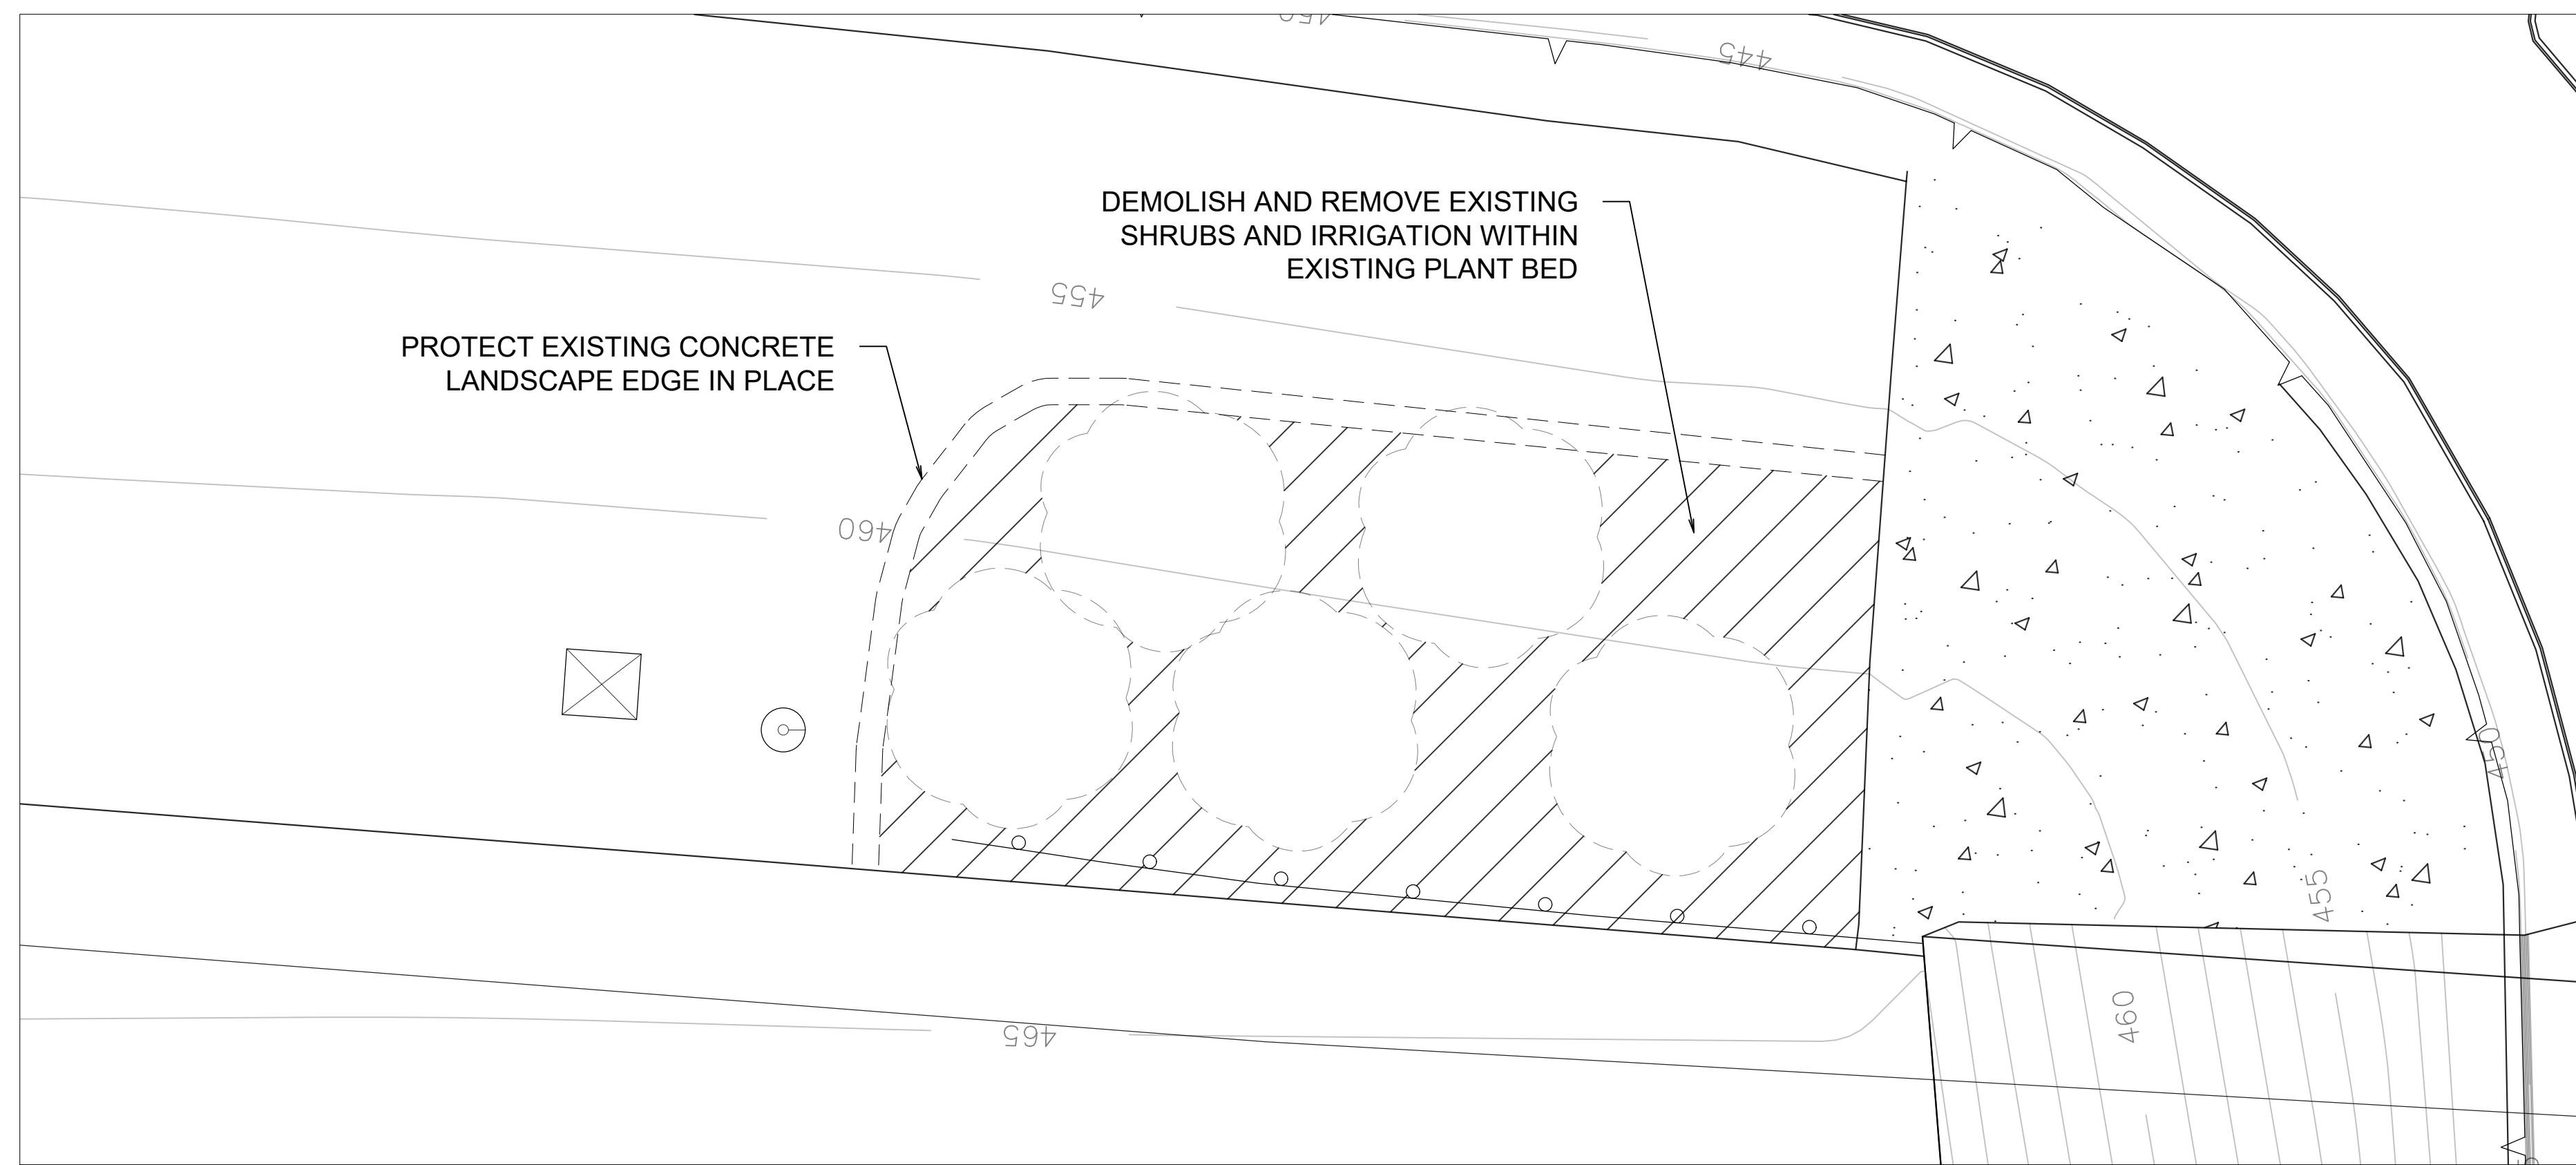 445
DEMOLISH AND REMOVE EXISTING
SHRUBS AND IRRIGATION WITHIN
EXISTING PLANT BED
455
PROTECT EXISTING CONCRETE
LANDSCAPE EDGE IN PLACE
460
450
455
460
465